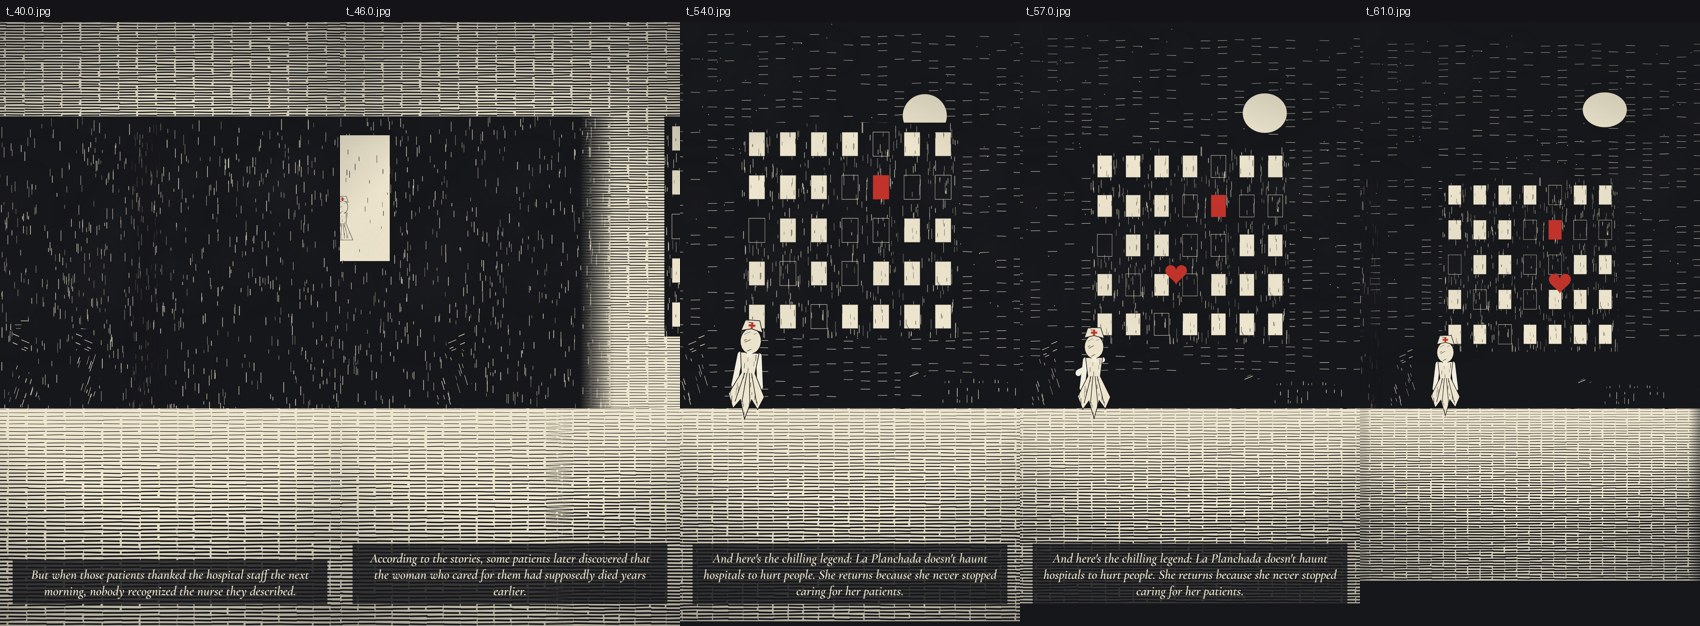 t_40.0.jpg
t_46.0.jpg
t_54.0.jpg
t_57.0.jpg
t_61.0.jpg
But when those patients thanked the hospital staff the next
morning, nobody recognized the nurse they described.
According to the stories, some patients later discovered that
the woman who cared for them had supposedly died years
earlier.
And here's the chilling legend: La Planchada doesn't haunt
hospitals to hurt people. She returns because she never stopped
caring for her patients.
And here's the chilling legend: La Planchada doesn't haunt
hospitals to hurt people. She returns because she never stopped
caring for her patients.